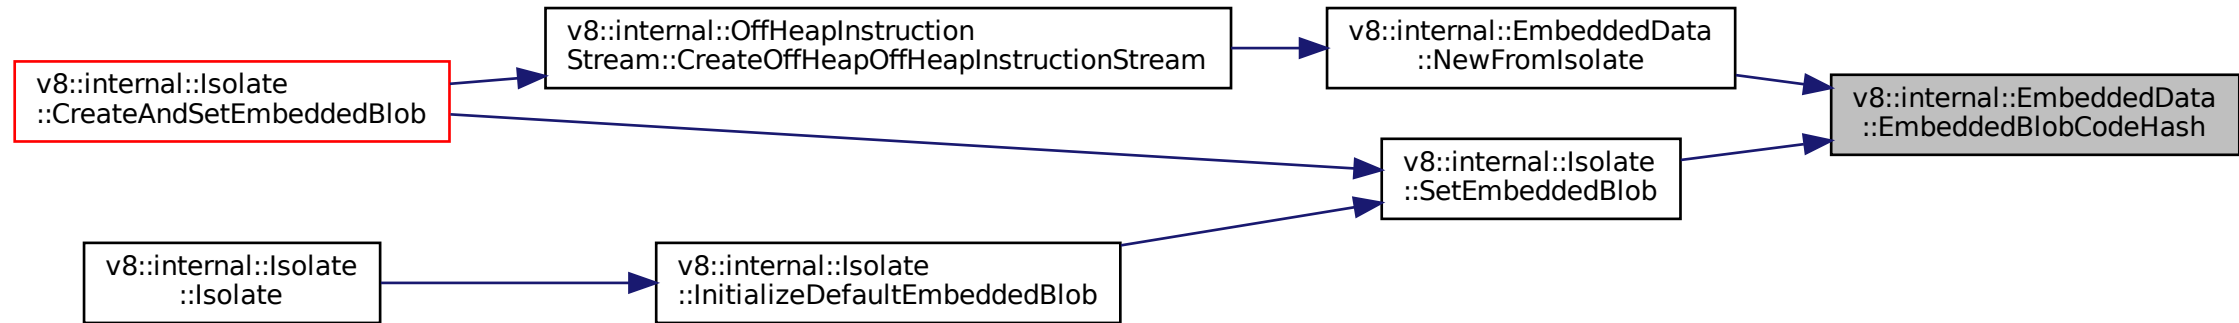 v8::internal::OffHeapInstruction
Stream::CreateOffHeapOffHeapInstructionStream
v8::internal::EmbeddedData
::NewFromIsolate
v8::internal::Isolate
::CreateAndSetEmbeddedBlob
v8::internal::EmbeddedData
::EmbeddedBlobCodeHash
v8::internal::Isolate
::SetEmbeddedBlob
v8::internal::Isolate
::Isolate
v8::internal::Isolate
::InitializeDefaultEmbeddedBlob